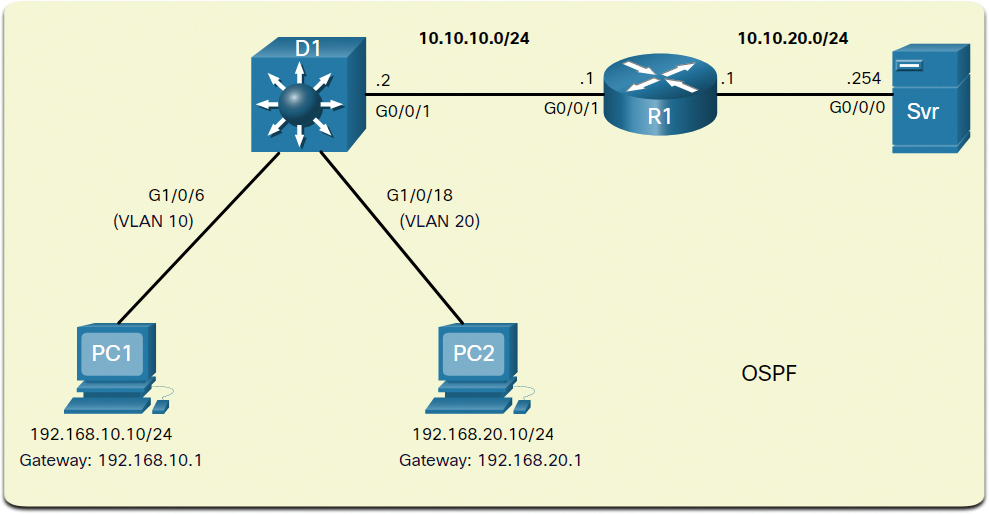 D1
10.10.10.0/24
10.10.20.0/24
.2
G0/0/1
.1
G0/0/1
R1
.1
.254
G0/0/0
Svr
G1/0/6
(VLAN 10)
G1/0/18
(VLAN 20)
PC1
192.168.10.10/24
Gateway: 192.168.10.1
PC2
192.168.20.10/24
Gateway: 192.168.20.1
OSPF